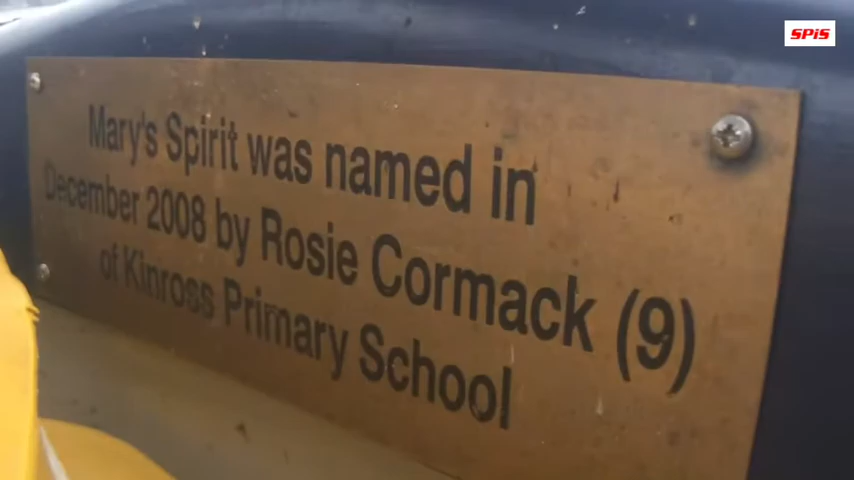 SPiS
Mary's Spirit was named in
December 2008 by Rosie Cormack (9)
of Kinross Primary School